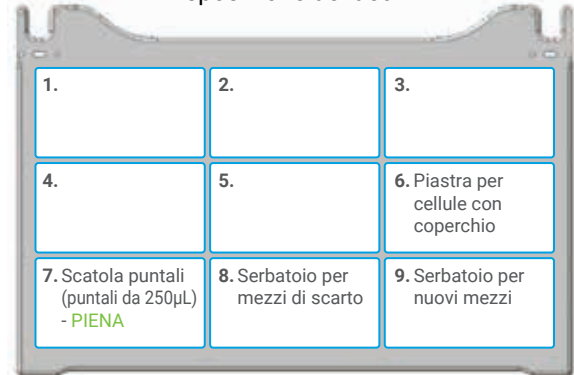 1.
2.
3.
4.
5.
6. Piastra per
cellule con
coperchio
7. Scatola puntali
(puntali da 250µL)
- PIENA
8. Serbatoio per
mezzi di scarto
9. Serbatoio per
nuovi mezzi